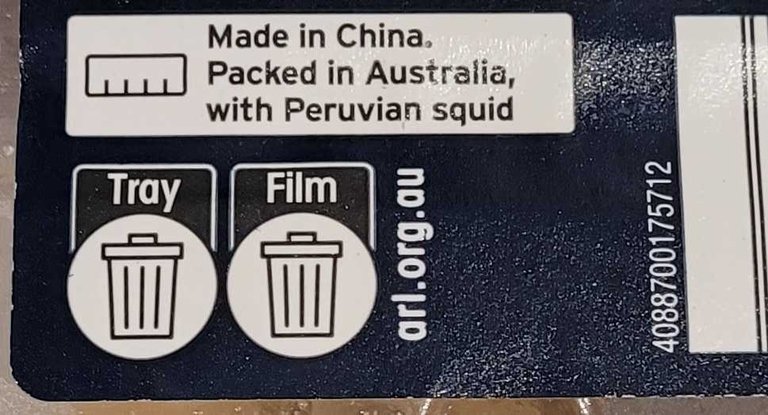 Made in China.
Packed in Australia,
with Peruvian squid
Tray
Film
arl.org.au
4088700175712